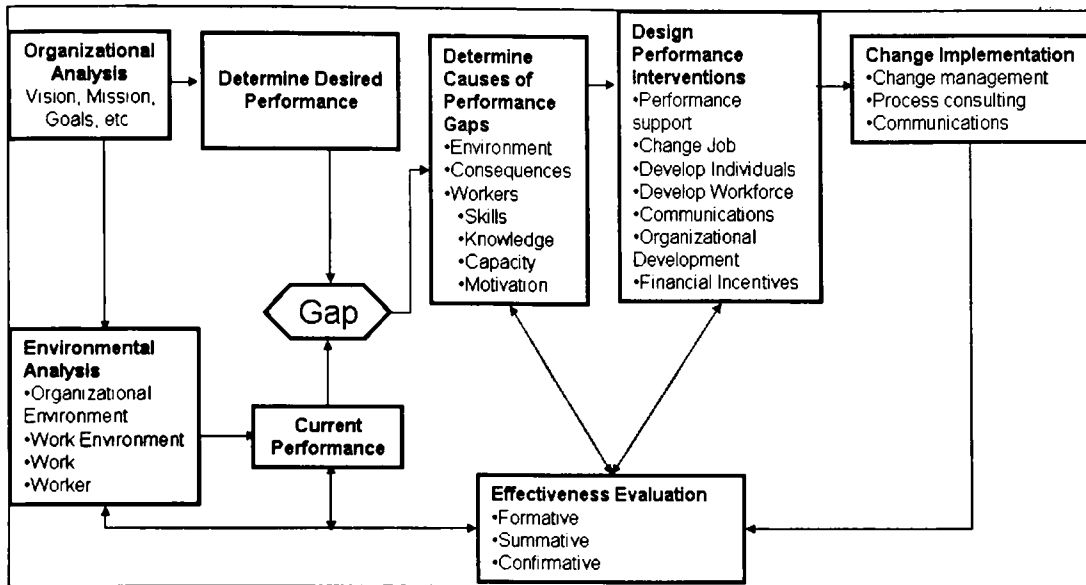 Organizational
Analysis
Vision, Mission,
Goals, etc
Determine Desired
Performance
Determine
Causes of
Performance
Gaps
•Environment
•Consequences
•Workers
•Skills
•Knowledge
•Capacity
•Motivation
Design
Performance
Interventions
•Performance
support
•Change Job
•Develop Individuals
•Develop Workforce
•Communications
•Organizational
Development
•Financial Incentives
Change Implementation
•Change management
•Process consulting
•Communications
Gap
Environmental
Analysis
•Organizational
Environment
•Work Environment
•Work
•Worker
Current
Performance
Effectiveness Evaluation
•Formative
•Summative
•Confirmative